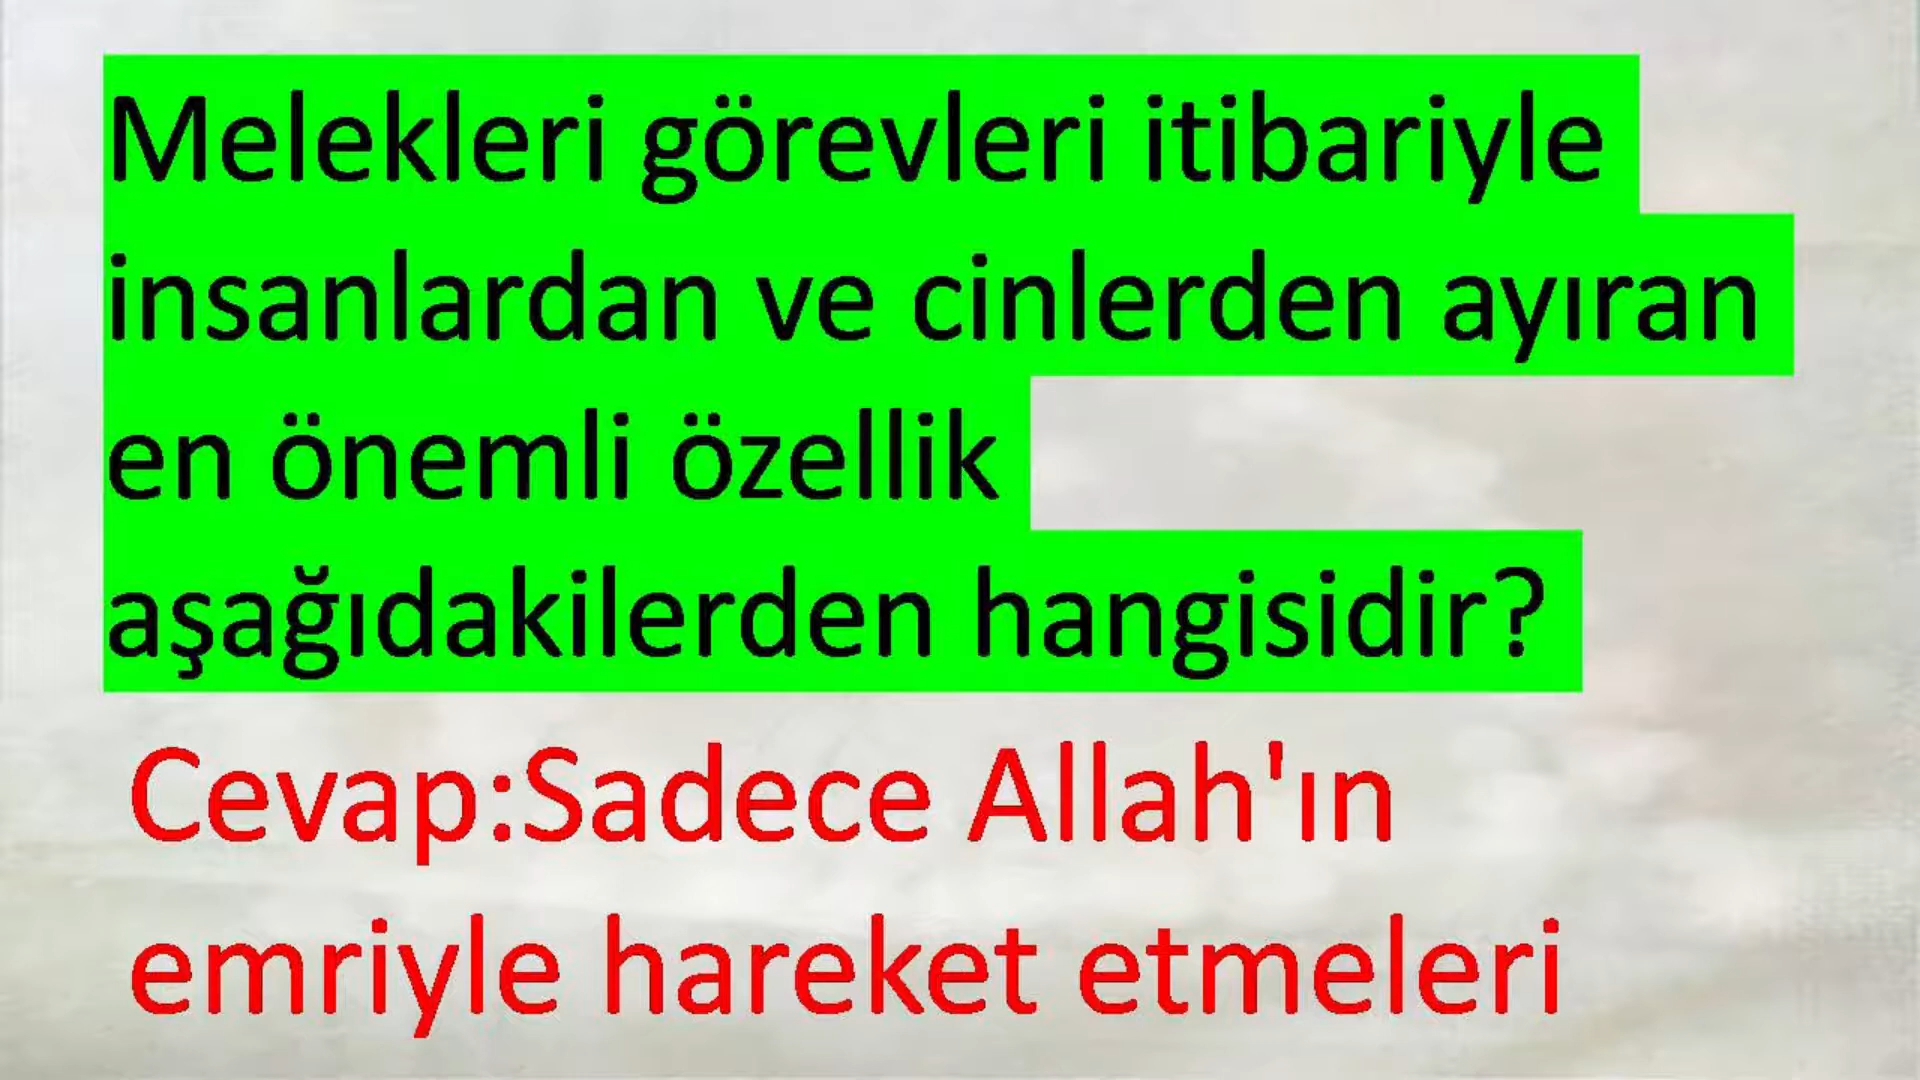 Melekleri görevleri itibariyle
insanlardan ve cinlerden ayıran
en önemli özellik
aşağıdakilerden hangisidir?
Cevap:Sadece Allah'ın
emriyle hareket etmeleri